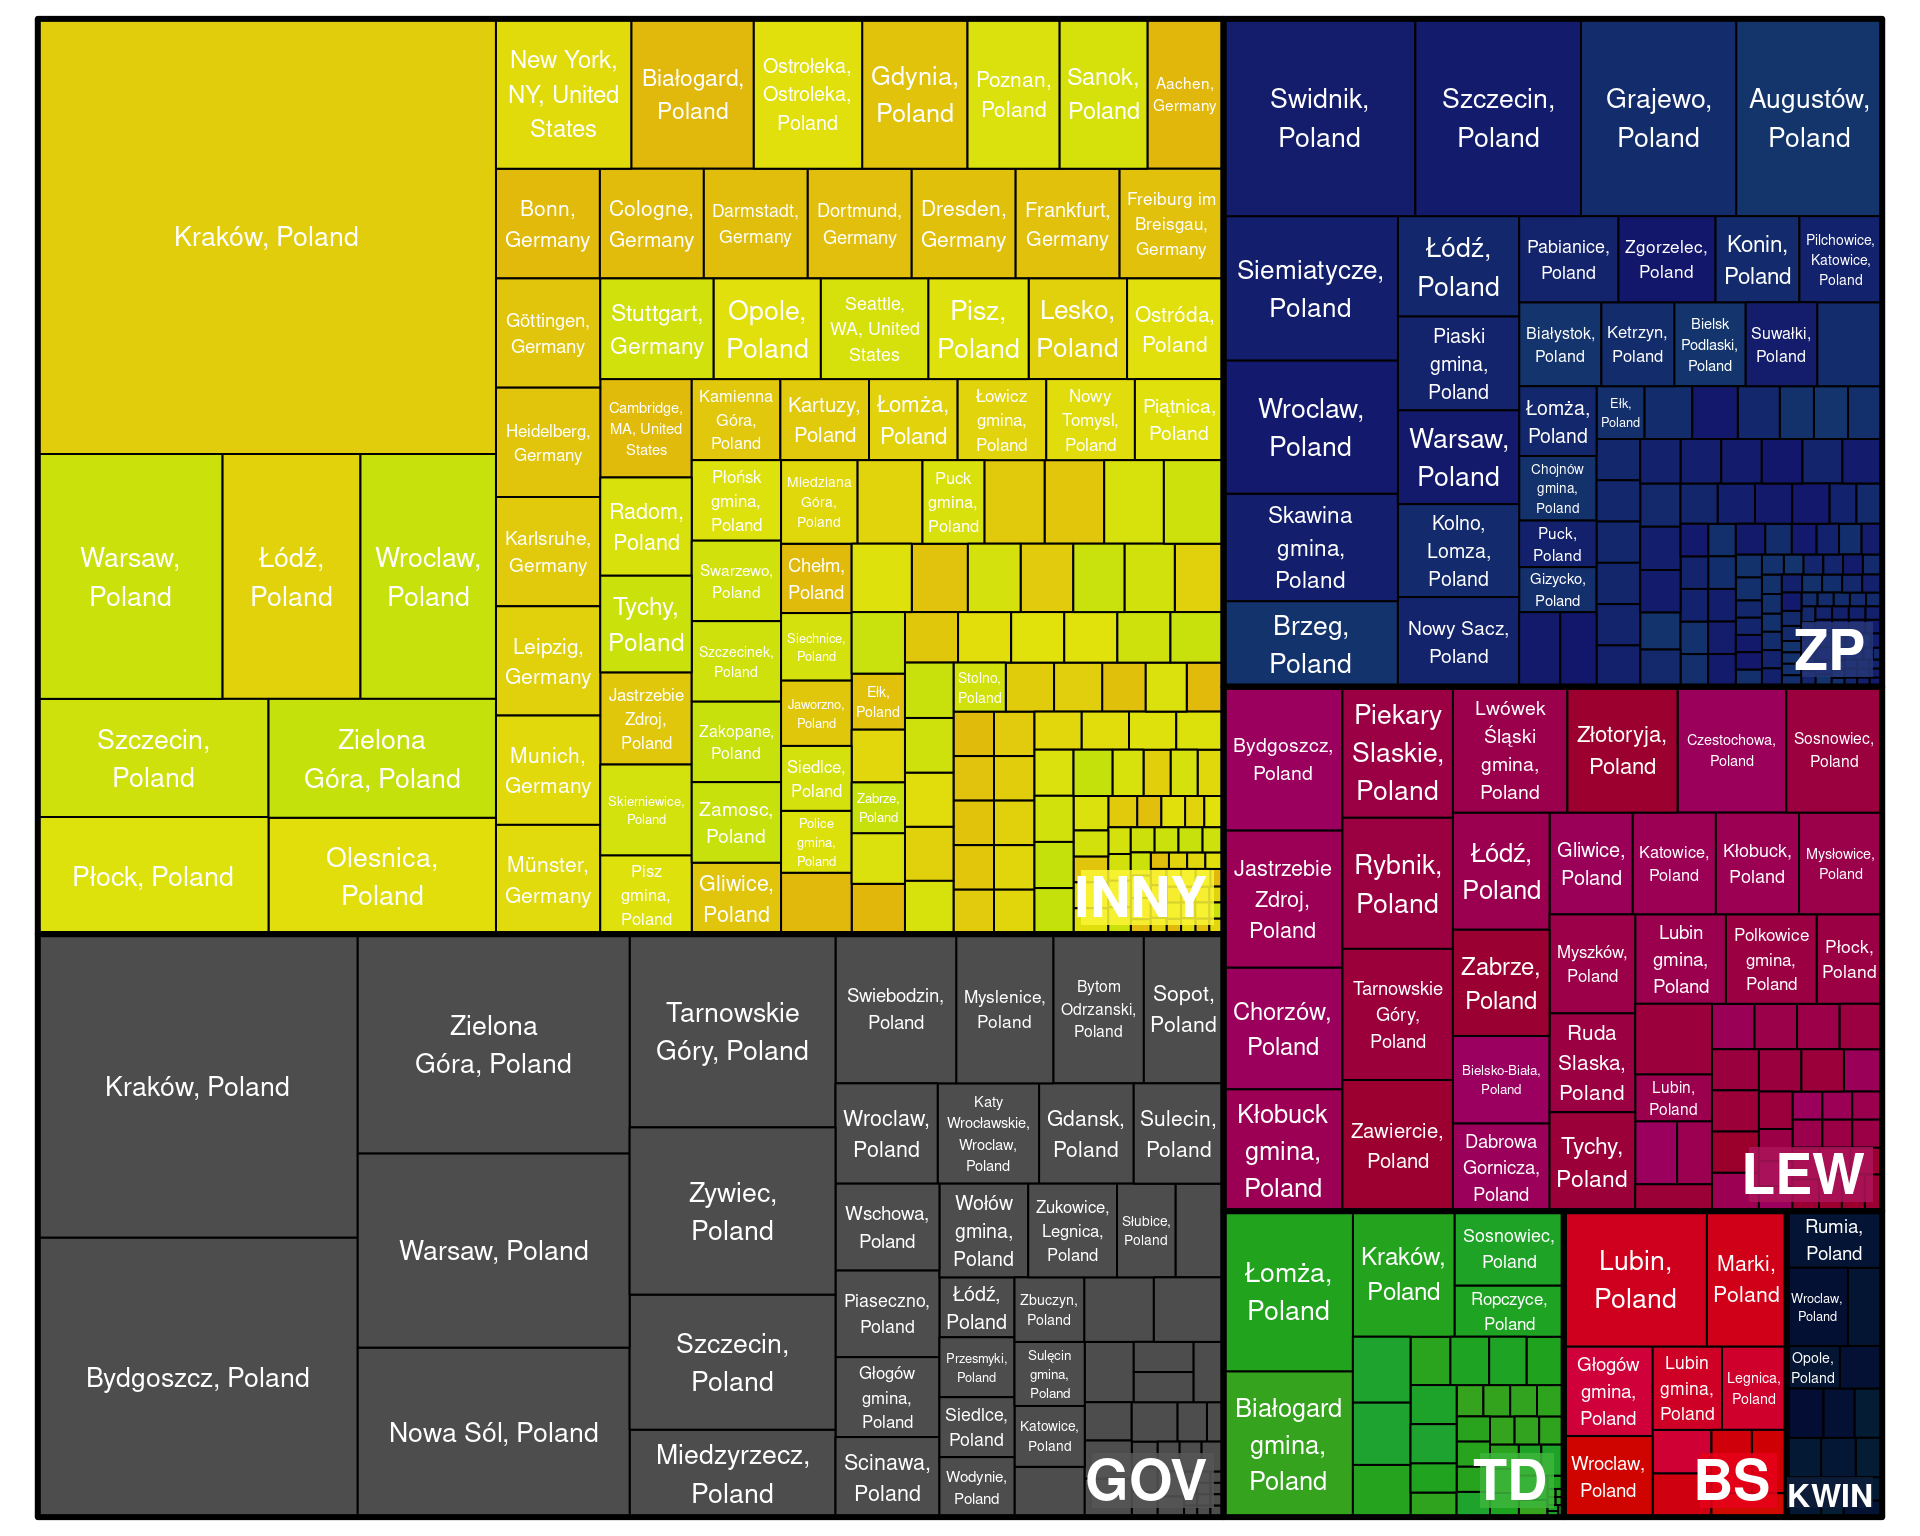 Kraków, Poland
Warsaw,
Poland
Łódź,
Poland
Wroclaw,
Poland
Szczecin,
Poland
Zielona
Góra, Poland
Płock, Poland
Olesnica,
Poland
New York,
NY, United
States
Białogard,
Poland
Ostrołeka,
Ostroleka,
Poland
Gdynia,
Poland
Poznan,
Poland
Sanok,
Poland
Aachen,
Germany
Bonn,
Germany
Cologne,
Germany
Darmstadt,
Germany
Dortmund,
Germany
Dresden,
Germany
Frankfurt,
Germany
Freiburg im
Breisgau,
Germany
Göttingen,
Germany
Heidelberg,
Germany
Karlsruhe,
Germany
Leipzig,
Germany
Munich,
Germany
Münster,
Germany
Stuttgart,
Germany
Opole,
Poland
Seattle,
WA, United
States
Pisz,
Poland
Lesko,
Poland
Ostróda,
Poland
Cambridge,
MA, United
States
Radom,
Poland
Tychy,
Poland
Jastrzebie
Zdroj,
Poland
Skierniewice,
Poland
Pisz
gmina,
Poland
Kamienna
Góra,
Poland
Kartuzy,
Poland
Łomża,
Poland
Łowicz
gmina,
Poland
Nowy
Tomysl,
Poland
Piątnica,
Poland
Płońsk
gmina,
Poland
Swarzewo,
Poland
Szczecinek,
Poland
Zakopane,
Poland
Zamosc,
Poland
Gliwice,
Poland
Miedziana
Góra,
Poland
Puck
gmina,
Poland
Chełm,
Poland
Siechnice,
Poland
Jaworzno,
Poland
Siedlce,
Poland
Police
gmina,
Poland
Ełk,
Poland
Zabrze,
Poland
Stolno,
Poland
INNY
Swidnik,
Poland
Szczecin,
Poland
Grajewo,
Poland
Augustów,
Poland
Siemiatycze,
Poland
Wroclaw,
Poland
Skawina
gmina,
Poland
Brzeg,
Poland
Łódź,
Poland
Piaski
gmina,
Poland
Warsaw,
Poland
Kolno,
Lomza,
Poland
Nowy Sacz,
Poland
Pabianice,
Poland
Zgorzelec,
Poland
Konin,
Poland
Pilchowice,
Katowice,
Poland
Białystok,
Poland
Ketrzyn,
Poland
Bielsk
Podlaski,
Poland
Suwałki,
Poland
Łomża,
Poland
Ełk,
Poland
Chojnów
gmina,
Poland
Puck,
Poland
Gizycko,
Poland
ZP
Bydgoszcz,
Poland
Jastrzebie
Zdroj,
Poland
Chorzów,
Poland
Kłobuck
gmina,
Poland
Piekary
Slaskie,
Poland
Rybnik,
Poland
Tarnowskie
Góry,
Poland
Zawiercie,
Poland
Lwówek
Śląski
gmina,
Poland
Złotoryja,
Poland
Czestochowa,
Poland
Sosnowiec,
Poland
Łódź,
Poland
Zabrze,
Poland
Bielsko-Biała,
Poland
Dabrowa
Gornicza,
Poland
Gliwice,
Poland
Katowice,
Poland
Kłobuck,
Poland
Mysłowice,
Poland
Myszków,
Poland
Ruda
Slaska,
Poland
Tychy,
Poland
Lubin
gmina,
Poland
Polkowice
gmina,
Poland
Płock,
Poland
Lubin,
Poland
LEW
Kraków, Poland
Bydgoszcz, Poland
Zielona
Góra, Poland
Warsaw, Poland
Nowa Sól, Poland
Tarnowskie
Góry, Poland
Zywiec,
Poland
Szczecin,
Poland
Miedzyrzecz,
Poland
Swiebodzin,
Poland
Myslenice,
Poland
Bytom
Odrzanski,
Poland
Sopot,
Poland
Wroclaw,
Poland
Katy
Wrocławskie,
Wroclaw,
Poland
Gdansk,
Poland
Sulecin,
Poland
Wschowa,
Poland
Piaseczno,
Poland
Głogów
gmina,
Poland
Scinawa,
Poland
Wołów
gmina,
Poland
Zukowice,
Legnica,
Poland
Słubice,
Poland
Łódź,
Poland
Przesmyki,
Poland
Siedlce,
Poland
Wodynie,
Poland
Zbuczyn,
Poland
Sulęcin
gmina,
Poland
Katowice,
Poland
GOV
Łomża,
Poland
Białogard
gmina,
Poland
Kraków,
Poland
Sosnowiec,
Poland
Ropczyce,
Poland
TD
Lubin,
Poland
Marki,
Poland
Głogów
gmina,
Poland
Lubin
gmina,
Poland
Legnica,
Poland
Wroclaw,
Poland
BS
Rumia,
Poland
Wroclaw,
Poland
Opole,
Poland
KWIN